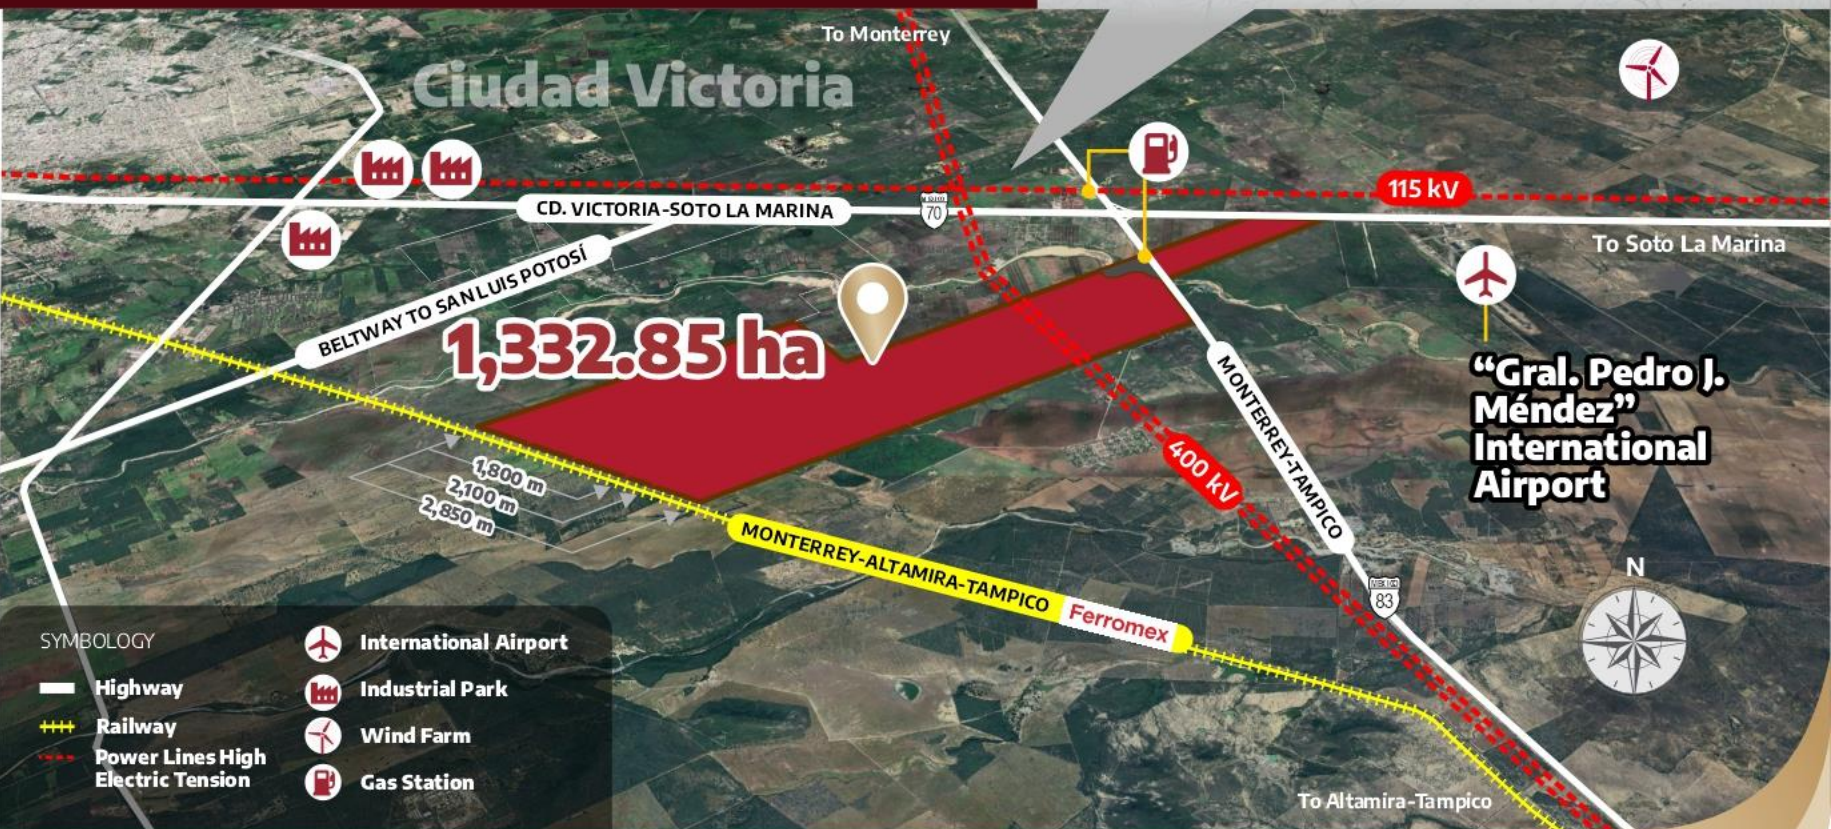 To Monterrey
Ciudad Victoria
115 kV
CD. VICTORIA-SOTO LA MARINA
70
To Soto La Marina
BELTWAY TO SAN LUIS POTOSÍ
1,332.85 ha
MONTERREY-TAMPICO
“Gral. Pedro J.
Méndez”
International
Airport
400 kV
1,800 m
2,100 m
2,850 m
MONTERREY-ALTAMIRA-TAMPICO Ferromex
83
N
SYMBOLOGY
Highway
Railway
Power Lines High
Electric Tension
International Airport
Industrial Park
Wind Farm
Gas Station
To Altamira-Tampico